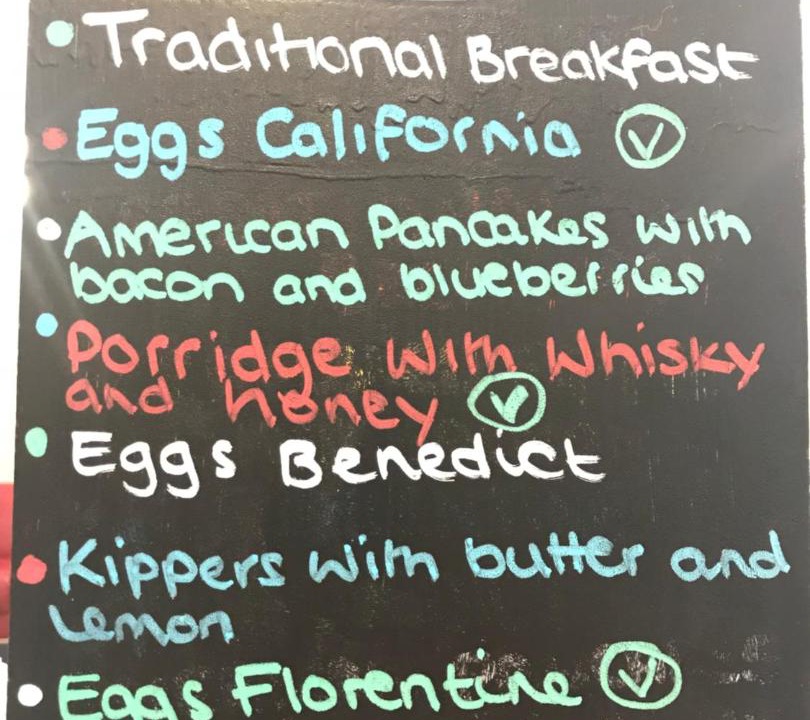 Traditional Breakfast
Eggs California V
American Pancakes with
bacon and blueberries
Porridge with Whisky
and honey V
Eggs Benedict
Kippers with butter and
Lemon
Eggs Florentine V